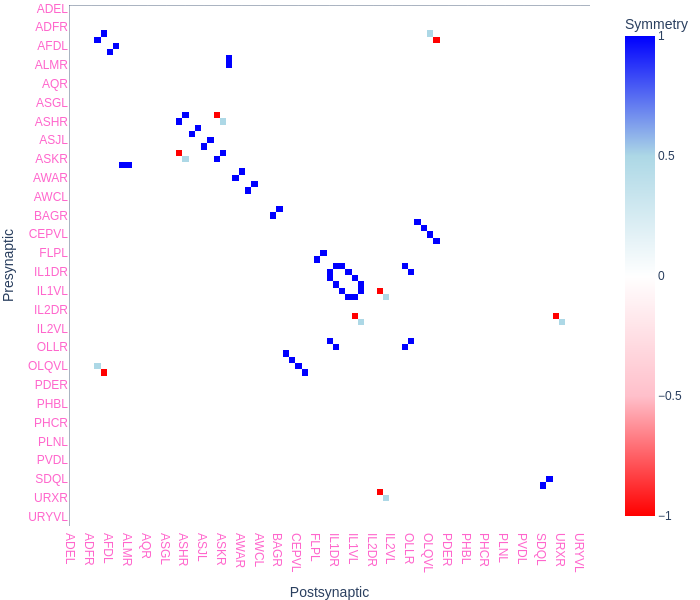 Symmetry
1
0.5
0
−0.5
−1
Presynaptic
ADEL
ADFR
AFDL
ALMR
AQR
ASGL
ASHR
ASJL
ASKR
AWAR
AWCL
BAGR
CEPVL
FLPL
IL1DR
IL1VL
IL2DR
IL2VL
OLLR
OLQVL
PDER
PHBL
PHCR
PLNL
PVDL
SDQL
URXR
URYVL
ADEL
ADFR
AFDL
ALMR
AQR
ASGL
ASHR
ASJL
ASKR
AWAR
AWCL
BAGR
CEPVL
FLPL
IL1DR
IL1VL
IL2DR
IL2VL
OLLR
OLQVL
PDER
PHBL
PHCR
PLNL
PVDL
SDQL
URXR
URYVL
Postsynaptic